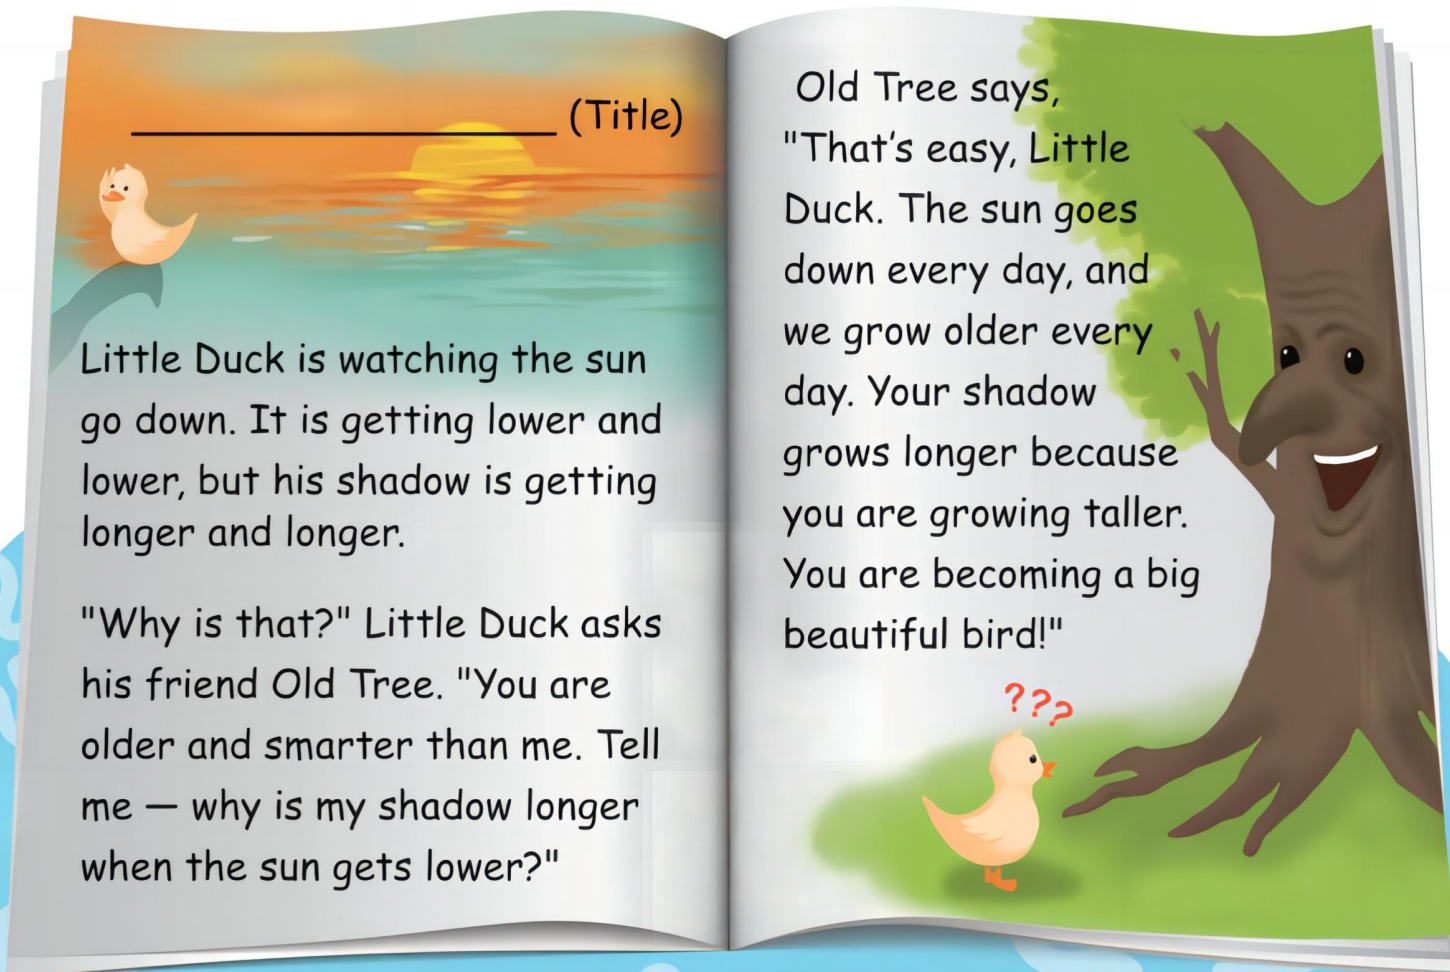 (Title)
Little Duck is watching the sun
go down. It is getting lower and
lower, but his shadow is getting
longer and longer.
"Why is that?" Little Duck asks
his friend Old Tree. "You are
older and smarter than me. Tell
me — why is my shadow longer
when the sun gets lower?"
Old Tree says,
"That's easy, Little
Duck. The sun goes
down every day, and
we grow older every
day. Your shadow
grows longer because
you are growing taller.
You are becoming a big
beautiful bird!"
???